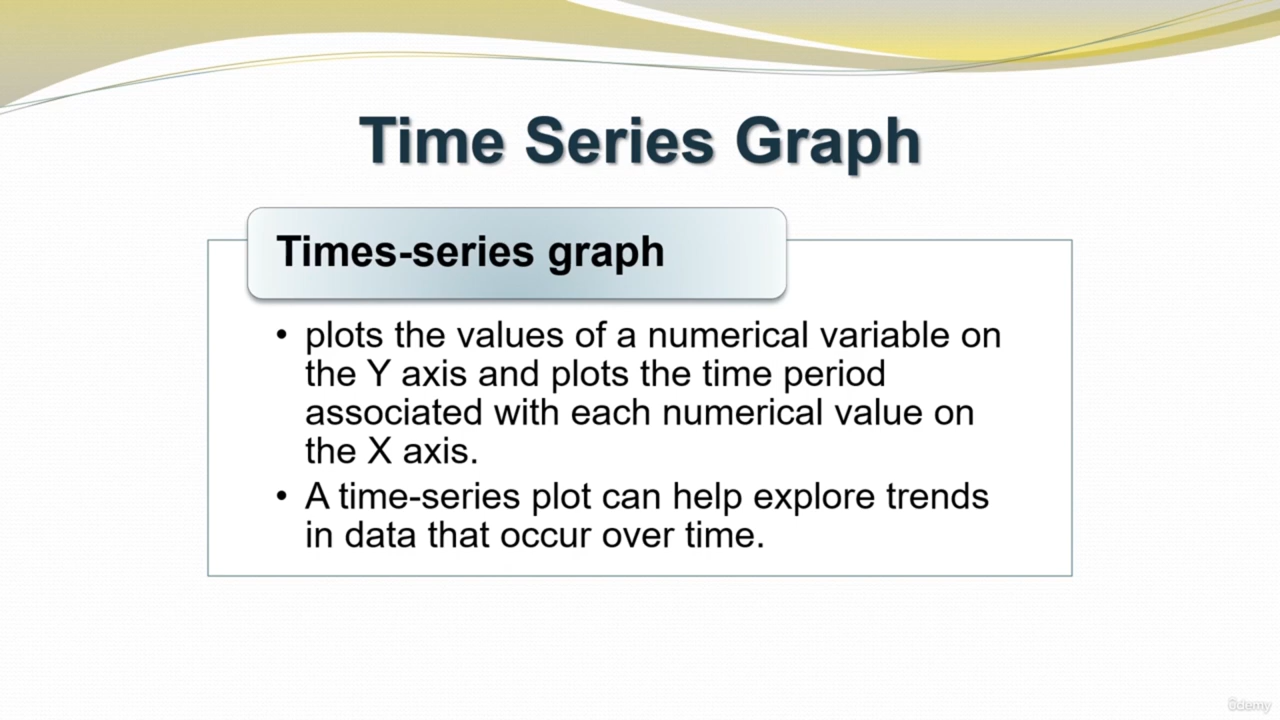 Time Series Graph
Times-series graph
• plots the values of a numerical variable on
the Y axis and plots the time period
associated with each numerical value on
the X axis.
• A time-series plot can help explore trends
in data that occur over time.
ûdemy